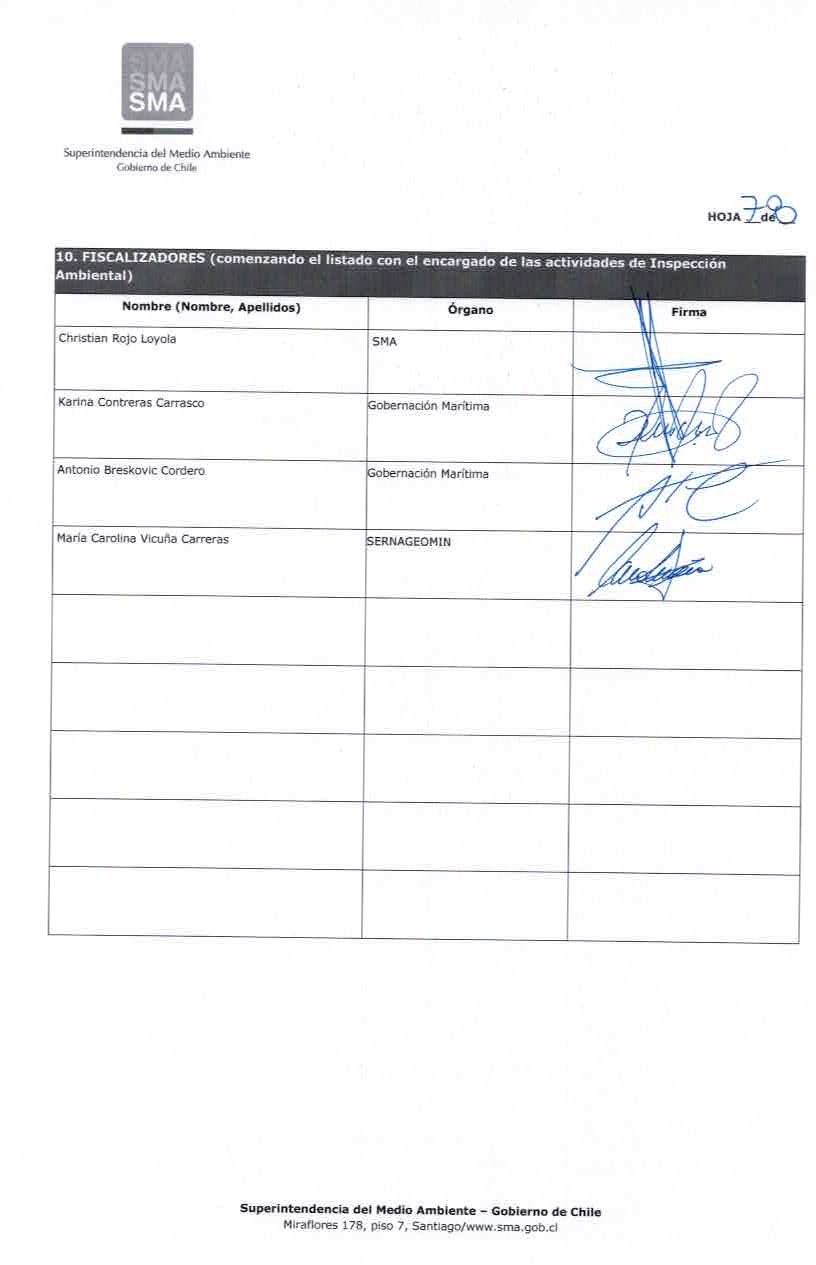 SMA
SMA
SMA
Superintendencia del Medio Ambiente
Gobierno de Chile
HOJA 7 de 8
10. FISCALIZADORES (comenzando el listado con el encargado de las actividades de Inspección
Ambiental)
Nombre (Nombre, Apellidos) Órgano Firma
Christian Rojo Loyola SMA
Karina Contreras Carrasco Gobernación Marítima
Antonio Breskovic Cordero Gobernación Marítima
María Carolina Vicuña Carreras SERNAGEOMIN
Superintendencia del Medio Ambiente – Gobierno de Chile
Miraflores 178, piso 7, Santiago/www.sma.gob.cl